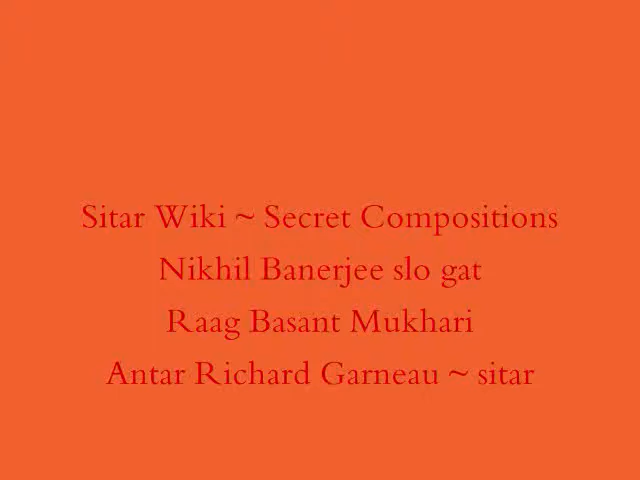 Sitar Wiki ~ Secret Compositions
Nikhil Banerjee slo gat
Raag Basant Mukhari
Antar Richard Garneau ~ sitar